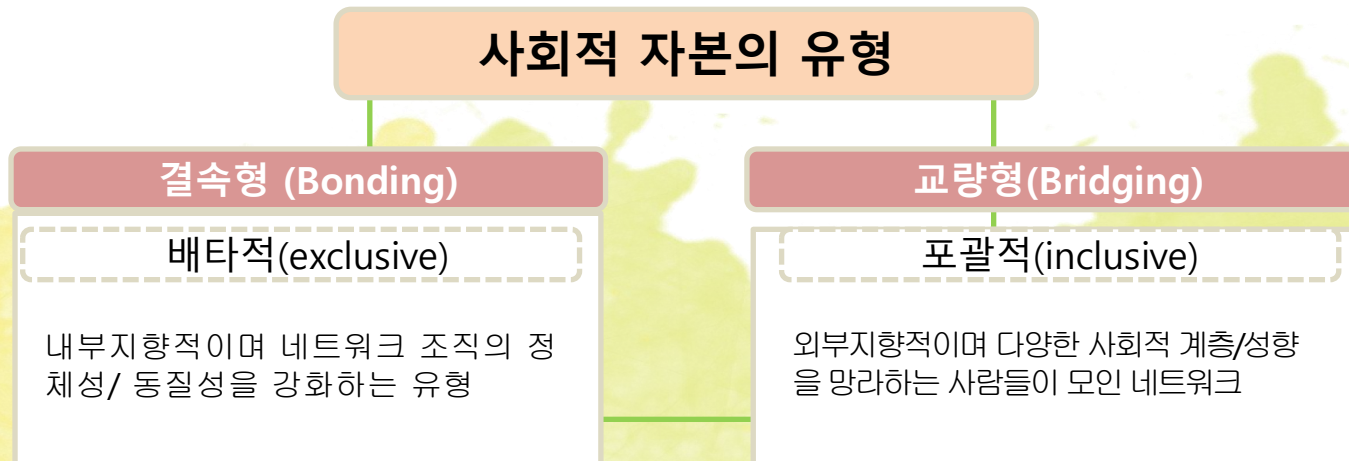 사회적 자본의 유형
결속형 (Bonding)
배타적(exclusive)
내부지향적이며 네트워크 조직의 정
체성/ 동질성을 강화하는 유형
교량형(Bridging)
포괄적(inclusive)
외부지향적이며 다양한 사회적 계층/성향
을 망라하는 사람들이 모인 네트워크